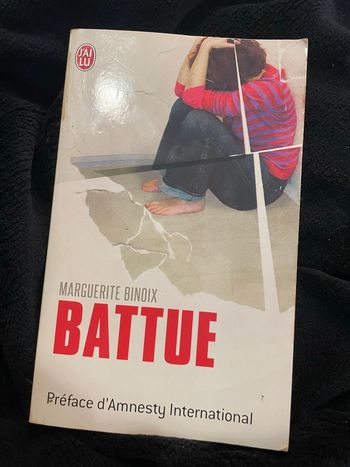 J'AI
LU
MARGUERITE BINOIX
BATTUE
Préface d'Amnesty International